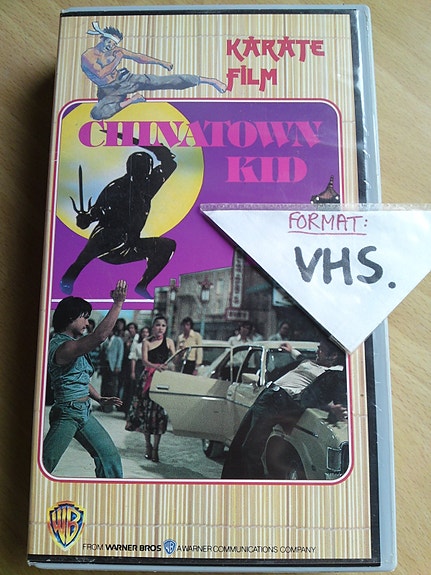 KARATE
FILM
CHINATOWN
KID
FORMAT:
VHS.
WB
FROM WARNER BROS A WARNER COMMUNICATIONS COMPANY